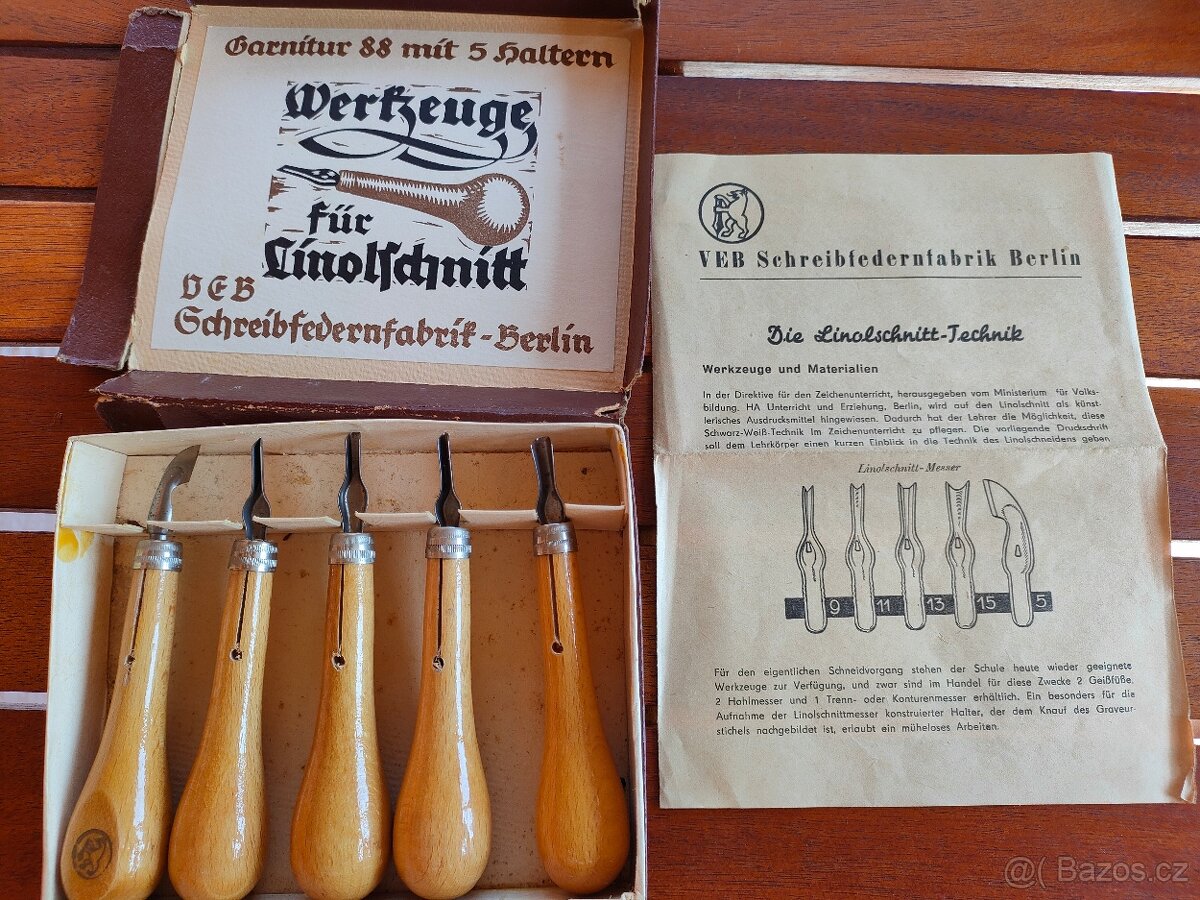 Garnitur 88 mit 5 Haltern
Werkzeuge
für
Linolschnitt
VEB
Schreibfedernfabrik-Berlin
VEB Schreibfedernfabrik Berlin
Die Linolschnitt-Technik
Werkzeuge und Materialien
In der Direktive für den Zeichenunterricht, herausgegeben vom Ministerium für Volks-
bildung. HA Unterricht und Erziehung, Berlin, wird auf den Linolschnitt als künst-
lerisches Ausdrucksmittel hingewiesen. Dadurch hat der Lehrer die Möglichkeit, diese
Schwarz-Weiß-Technik im Zeichenunterricht zu pflegen. Die vorliegende Druckschrift
soll dem Lehrkörper einen kurzen Einblick in die Technik des Linolschneidens geben
Linolschnitt-Messer
9 11 13 15 5
Für den eigentlichen Schneidvorgang stehen der Schule heute wieder geeignete
Werkzeuge zur Verfügung, und zwar sind im Handel für diese Zwecke 2 Geißfüße,
2 Hahlmesser und 1 Trenn- oder Konturenmesser erhältlich. Ein besonders für die
Aufnahme der Linolschnittmesser konstruierter Halter, der dem Knauf des Graveur-
stichels nachgebildet ist, erlaubt ein müheloses Arbeiten.
@( Bazos.cz